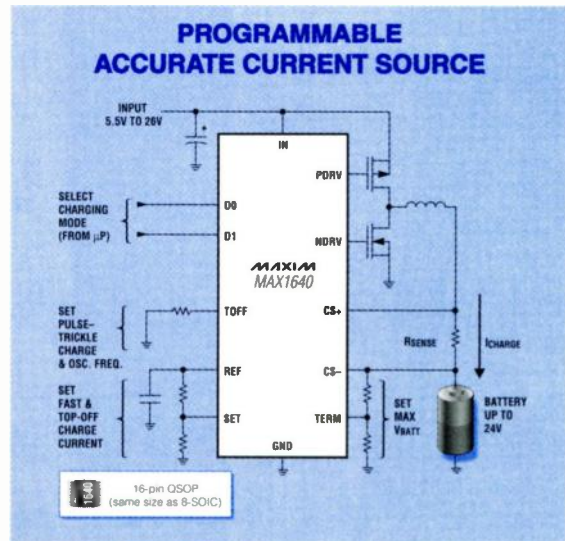 PROGRAMMABLE
ACCURATE CURRENT SOURCE
INPUT
5.5V TO 26V
IN
PDRV
SELECT
CHARGING
MODE
(FROM µP)
D0
D1
NDRV
MAXIM
MAX1640
SET
PULSE–
TRICKLE
CHARGE
& OSC. FREQ.
TOFF
CS+
RSENSE
ICHARGE
REF
CS–
SET
FAST &
TOP-OFF
CHARGE
CURRENT
SET
TERM
SET
MAX
VBATT
BATTERY
UP TO
24V
GND
1640
16-pin QSOP
(same size as 8-SOIC)